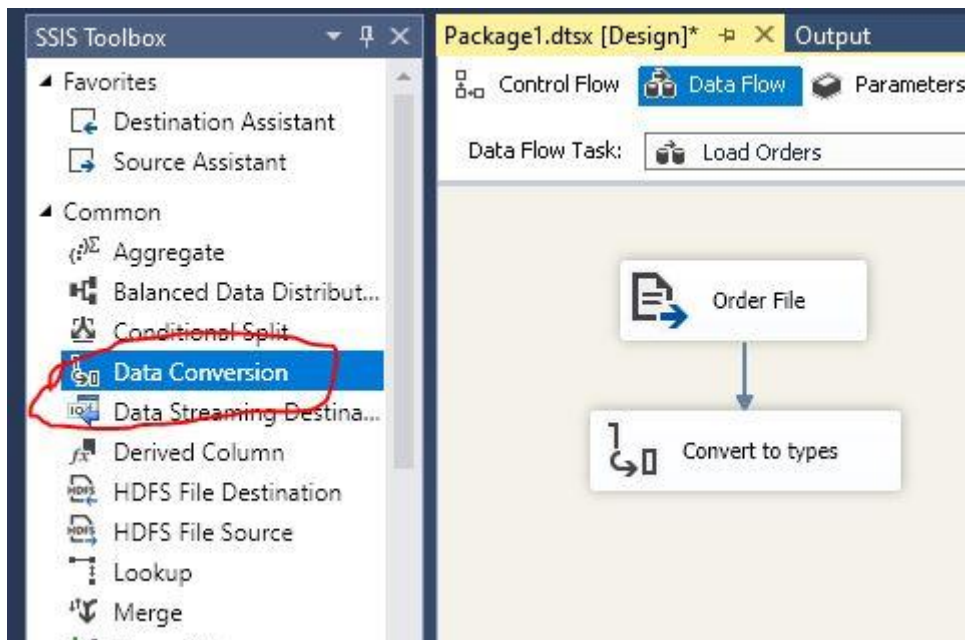 SSIS Toolbox
Favorites
Destination Assistant
Source Assistant
Common
Aggregate
Balanced Data Distribut...
Conditional Split
Data Conversion
Data Streaming Destina...
Derived Column
HDFS File Destination
HDFS File Source
Lookup
Merge
Package1.dtsx [Design]* Output
Control Flow Data Flow Parameters
Data Flow Task: Load Orders
Order File
Convert to types